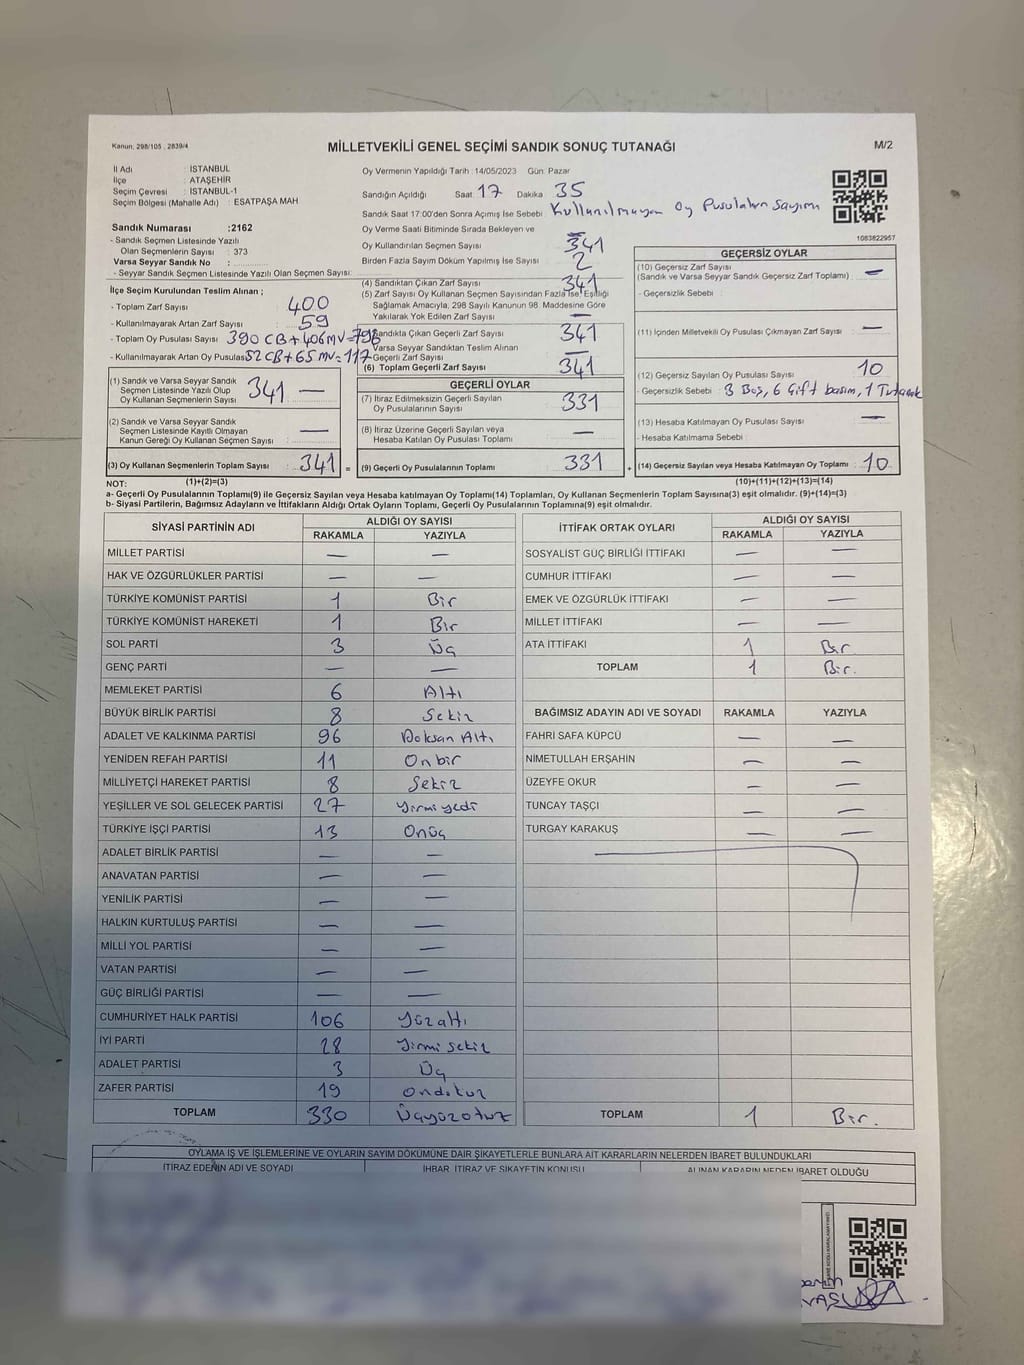 Kanun: 298/105 , 2839/4
MİLLETVEKİLİ GENEL SEÇİMİ SANDIK SONUÇ TUTANAĞI
M/2
İl Adı : İSTANBUL
İlçe : ATAŞEHİR
Seçim Çevresi : İSTANBUL-1
Seçim Bölgesi (Mahalle Adı) : ESATPAŞA MAH
Sandık Numarası :2162
- Sandık Seçmen Listesinde Yazılı
Olan Seçmenlerin Sayısı : 373
Varsa Seyyar Sandık No :
- Seyyar Sandık Seçmen Listesinde Yazılı Olan Seçmen Sayısı:
Oy Vermenin Yapıldığı Tarih : 14/05/2023 Gün: Pazar
Sandığın Açıldığı Saat 17 Dakika 35
Sandık Saat 17:00'den Sonra Açımış İse Sebebi Kullanılmayan Oy Pusuların Sayımı
Oy Verme Saati Bitiminde Sırada Bekleyen ve
Oy Kullandırılan Seçmen Sayısı 341
Birden Fazla Sayım Döküm Yapılmış İse Sayısı 2
1083822957
İlçe Seçim Kurulundan Teslim Alınan ;
- Toplam Zarf Sayısı : 400
- Kullanılmayarak Artan Zarf Sayısı : 59
- Toplam Oy Pusulası Sayısı : 390 CB + 406 MV = 796
- Kullanılmayarak Artan Oy Pusulas 52 CB + 65 MV = 117
(4) Sandıktan Çıkan Zarf Sayısı 341
(5) Zarf Sayısı Oy Kullanan Seçmen Sayısından Fazla İse Eşitliği
Sağlamak Amacıyla, 298 Sayılı Kanunun 98. Maddesine Göre
Yakılarak Yok Edilen Zarf Sayısı —
Sandıkta Çıkan Geçerli Zarf Sayısı 341
Varsa Seyyar Sandıktan Teslim Alınan
Geçerli Zarf Sayısı —
(6) Toplam Geçerli Zarf Sayısı 341
GEÇERSİZ OYLAR
(10) Geçersiz Zarf Sayısı
(Sandık ve Varsa Seyyar Sandık Geçersiz Zarf Toplamı) : —
- Geçersizlik Sebebi :
(11) İçinden Milletvekili Oy Pusulası Çıkmayan Zarf Sayısı : —
(12) Geçersiz Sayılan Oy Pusulası Sayısı : 10
- Geçersizlik Sebebi : 3 Boş, 6 Çift basım, 1
(13) Hesaba Katılmayan Oy Pusulası Sayısı : —
- Hesaba Katılmama Sebebi :
(14) Geçersiz Sayılan veya Hesaba Katılmayan Oy Toplamı : 10
(1) Sandık ve Varsa Seyyar Sandık
Seçmen Listesinde Yazılı Olup
Oy Kullanan Seçmenlerin Sayısı : 341 —
(2) Sandık ve Varsa Seyyar Sandık
Seçmen Listesinde Kayıtlı Olmayan
Kanun Gereği Oy Kullanan Seçmen Sayısı : —
(3) Oy Kullanan Seçmenlerin Toplam Sayısı : 341 =
GEÇERLİ OYLAR
(7) İtiraz Edilmeksizin Geçerli Sayılan
Oy Pusulalarının Sayısı : 331
(8) İtiraz Üzerine Geçerli Sayılan veya
Hesaba Katılan Oy Pusulası Toplamı : —
(9) Geçerli Oy Pusulalarının Toplamı : 331 +
NOT: (1)+(2)=(3) (10)+(11)+(12)+(13)=(14)
a- Geçerli Oy Pusulalarının Toplamı(9) ile Geçersiz Sayılan veya Hesaba katılmayan Oy Toplamı(14) Toplamları, Oy Kullanan Seçmenlerin Toplam Sayısına(3) eşit olmalıdır. (9)+(14)=(3)
b- Siyasi Partilerin, Bağımsız Adayların ve İttifakların Aldığı Ortak Oyların Toplamı, Geçerli Oy Pusulalarının Toplamına(9) eşit olmalıdır.
SİYASİ PARTİNİN ADI ALDIĞI OY SAYISI
RAKAMLA YAZIYLA
MİLLET PARTİSİ — —
HAK VE ÖZGÜRLÜKLER PARTİSİ — —
TÜRKİYE KOMÜNİST PARTİSİ 1 Bir
TÜRKİYE KOMÜNİST HAREKETİ 1 Bir
SOL PARTİ 3 Üç
GENÇ PARTİ — —
MEMLEKET PARTİSİ 6 Altı
BÜYÜK BİRLİK PARTİSİ 8 Sekiz
ADALET VE KALKINMA PARTİSİ 96 Doksan Altı
YENİDEN REFAH PARTİSİ 11 Onbir
MİLLİYETÇİ HAREKET PARTİSİ 8 Sekiz
YEŞİLLER VE SOL GELECEK PARTİSİ 27 Yirmi yedi
TÜRKİYE İŞÇİ PARTİSİ 13 Onüç
ADALET BİRLİK PARTİSİ — —
ANAVATAN PARTİSİ — —
YENİLİK PARTİSİ — —
HALKIN KURTULUŞ PARTİSİ — —
MİLLİ YOL PARTİSİ — —
VATAN PARTİSİ — —
GÜÇ BİRLİĞİ PARTİSİ — —
CUMHURİYET HALK PARTİSİ 106 Yüzaltı
İYİ PARTİ 28 Yirmi sekiz
ADALET PARTİSİ 3 Üç
ZAFER PARTİSİ 19 Ondokuz
TOPLAM 330 Üçyüzotuz
İTTİFAK ORTAK OYLARI ALDIĞI OY SAYISI
RAKAMLA YAZIYLA
SOSYALİST GÜÇ BİRLİĞİ İTTİFAKI — —
CUMHUR İTTİFAKI — —
EMEK VE ÖZGÜRLÜK İTTİFAKI — —
MİLLET İTTİFAKI — —
ATA İTTİFAKI 1 Bir
TOPLAM 1 Bir.
BAĞIMSIZ ADAYIN ADI VE SOYADI RAKAMLA YAZIYLA
FAHRİ SAFA KÜPCÜ — —
NİMETULLAH ERŞAHİN — —
ÜZEYFE OKUR — —
TUNCAY TAŞÇI — —
TURGAY KARAKUŞ — —
TOPLAM 1 Bir.
OYLAMA İŞ VE İŞLEMLERİNE VE OYLARIN SAYIM DÖKÜMÜNE DAİR ŞİKAYETLERLE BUNLARA AİT KARARLARIN NELERDEN İBARET BULUNDUKLARI
İTİRAZ EDENİN ADI VE SOYADI İHBAR, İTİRAZ VE ŞİKAYETİN KONUSU ALINAN KARARIN NEDEN İBARET OLDUĞU